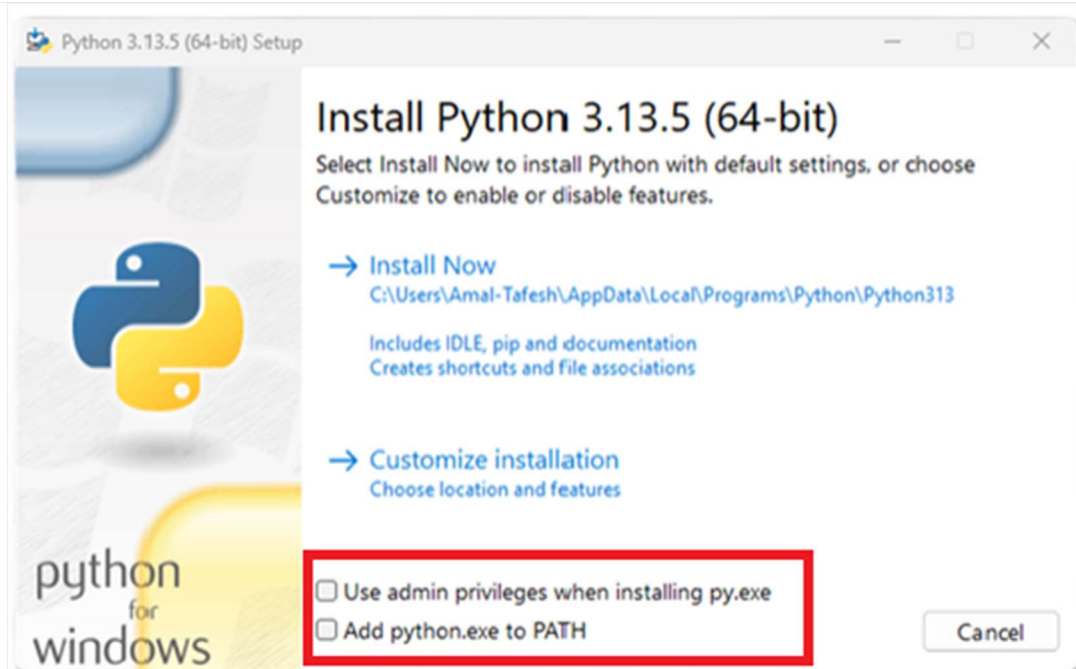 Python 3.13.5 (64-bit) Setup
Install Python 3.13.5 (64-bit)
Select Install Now to install Python with default settings, or choose
Customize to enable or disable features.
Install Now
C:\Users\Amal-Tafesh\AppData\Local\Programs\Python\Python313
Includes IDLE, pip and documentation
Creates shortcuts and file associations
Customize installation
Choose location and features
python
for
windows
Use admin privileges when installing py.exe
Add python.exe to PATH
Cancel